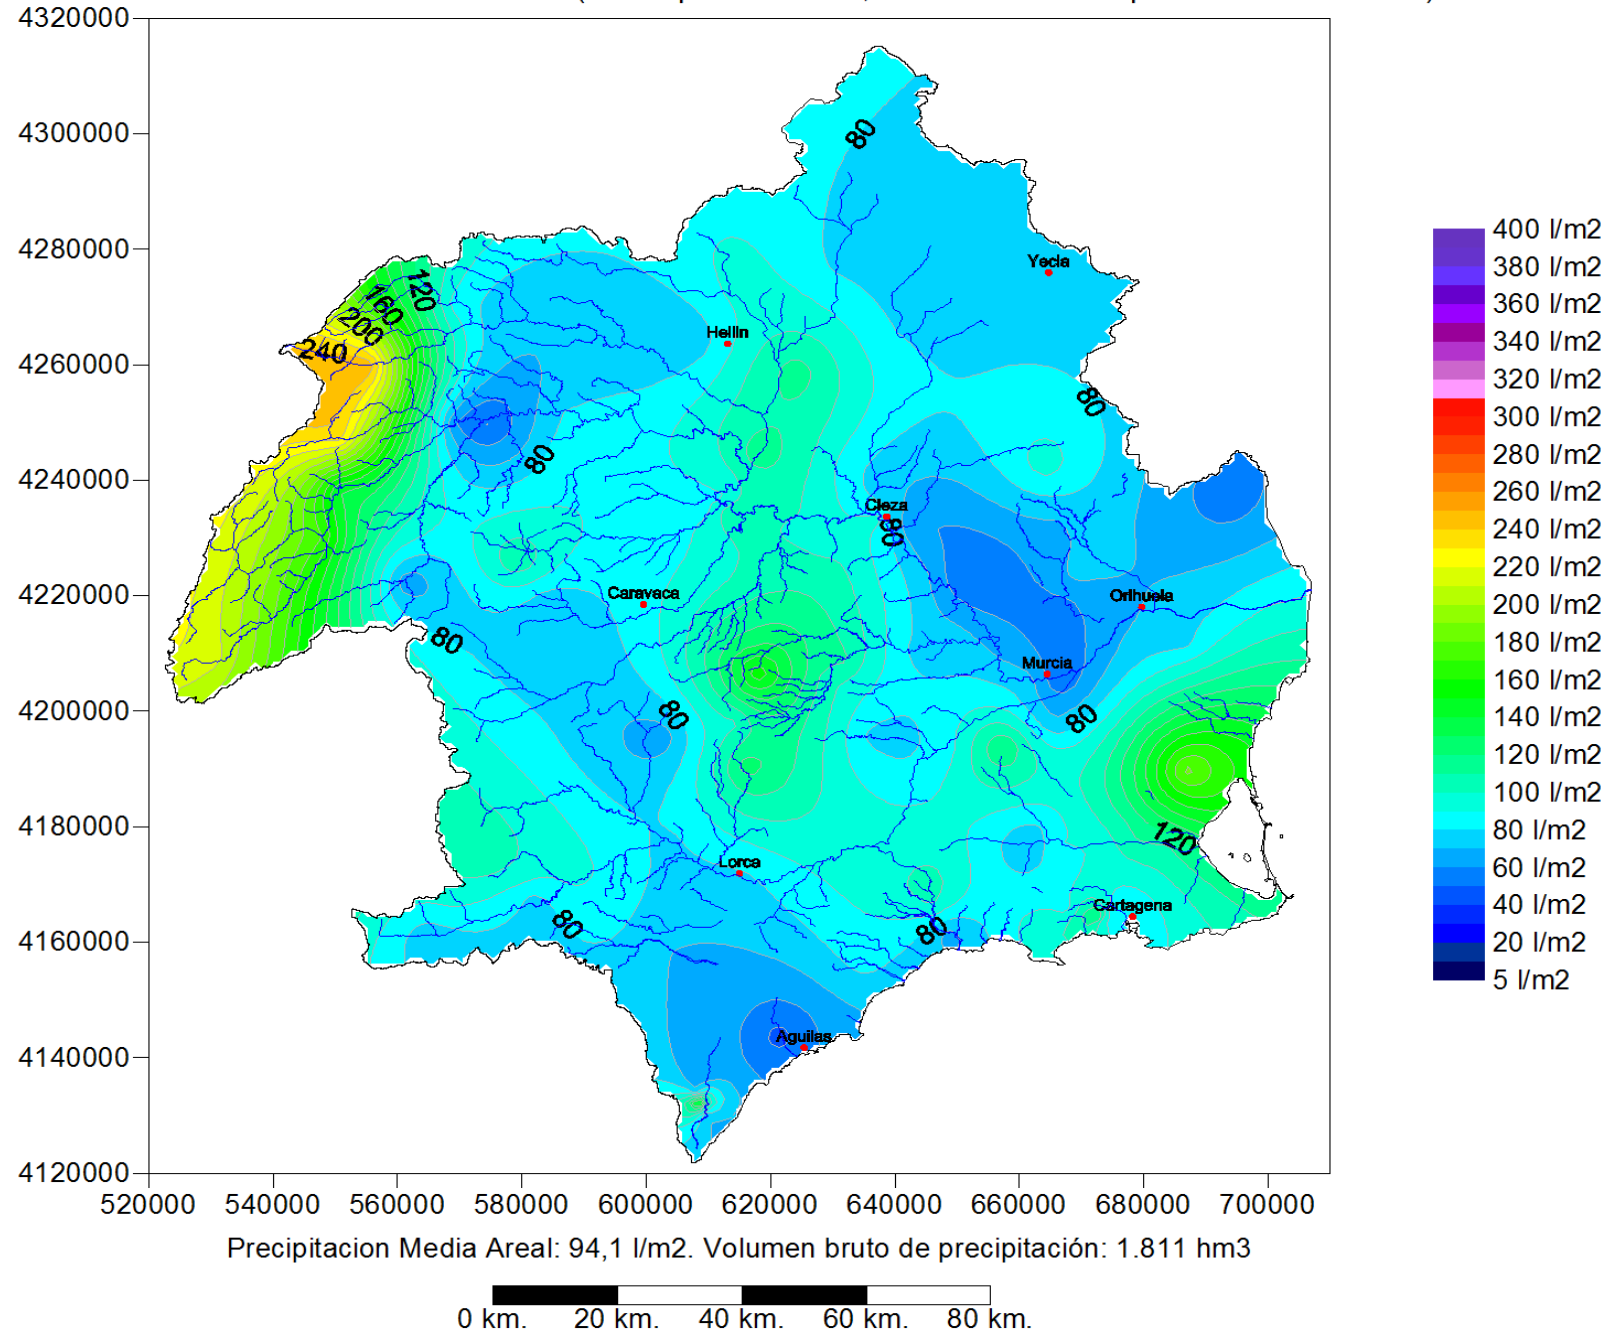 4320000
4300000
4280000
4260000
4240000
4220000
4200000
4180000
4160000
4140000
4120000
520000 540000 560000 580000 600000 620000 640000 660000 680000 700000
80
Yecla
120
160
200
240
Hellin
80
80
Cieza
80
Caravaca
Orihuela
80
Murcia
80
80
120
Lorca
Cartagena
80
80
Aguilas
400 l/m2
380 l/m2
360 l/m2
340 l/m2
320 l/m2
300 l/m2
280 l/m2
260 l/m2
240 l/m2
220 l/m2
200 l/m2
180 l/m2
160 l/m2
140 l/m2
120 l/m2
100 l/m2
80 l/m2
60 l/m2
40 l/m2
20 l/m2
5 l/m2
Precipitacion Media Areal: 94,1 l/m2. Volumen bruto de precipitación: 1.811 hm3
0 km. 20 km. 40 km. 60 km. 80 km.